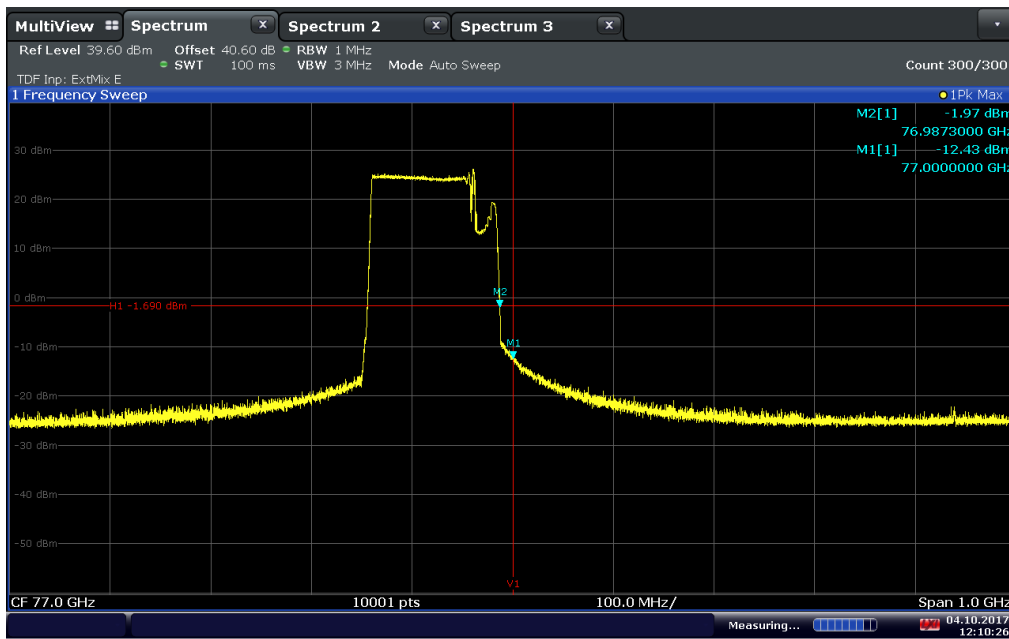 MultiView Spectrum X Spectrum 2 X Spectrum 3 X
Ref Level 39.60 dBm Offset 40.60 dB RBW 1 MHz
SWT 100 ms VBW 3 MHz Mode Auto Sweep Count 300/300
TDF Inp: ExtMix E
1 Frequency Sweep 1Pk Max
M2[1] -1.97 dBm
76.9873000 GHz
M1[1] -12.43 dBm
77.0000000 GHz
30 dBm
20 dBm
10 dBm
0 dBm
M2
H1 -1.690 dBm
-10 dBm
M1
-20 dBm
-30 dBm
-40 dBm
-50 dBm
V1
CF 77.0 GHz 10001 pts 100.0 MHz/ Span 1.0 GHz
Measuring... 04.10.2017
12:10:26